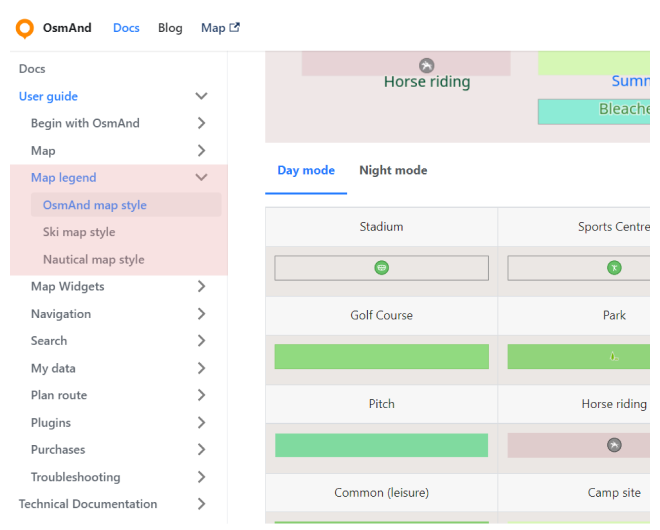 OsmAnd Docs Blog Map
Docs
User guide
Begin with OsmAnd
Map
Map legend
OsmAnd map style
Ski map style
Nautical map style
Map Widgets
Navigation
Search
My data
Plan route
Plugins
Purchases
Troubleshooting
Technical Documentation
Horse riding
Summ
Bleache
Day mode Night mode
Stadium Sports Centre
Golf Course Park
Pitch Horse riding
Common (leisure) Camp site